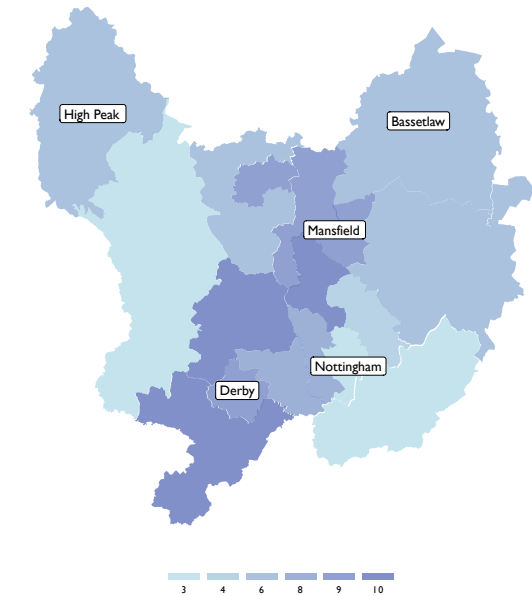 High Peak
Bassetlaw
Mansfield
Nottingham
Derby
3 4 6 8 9 10